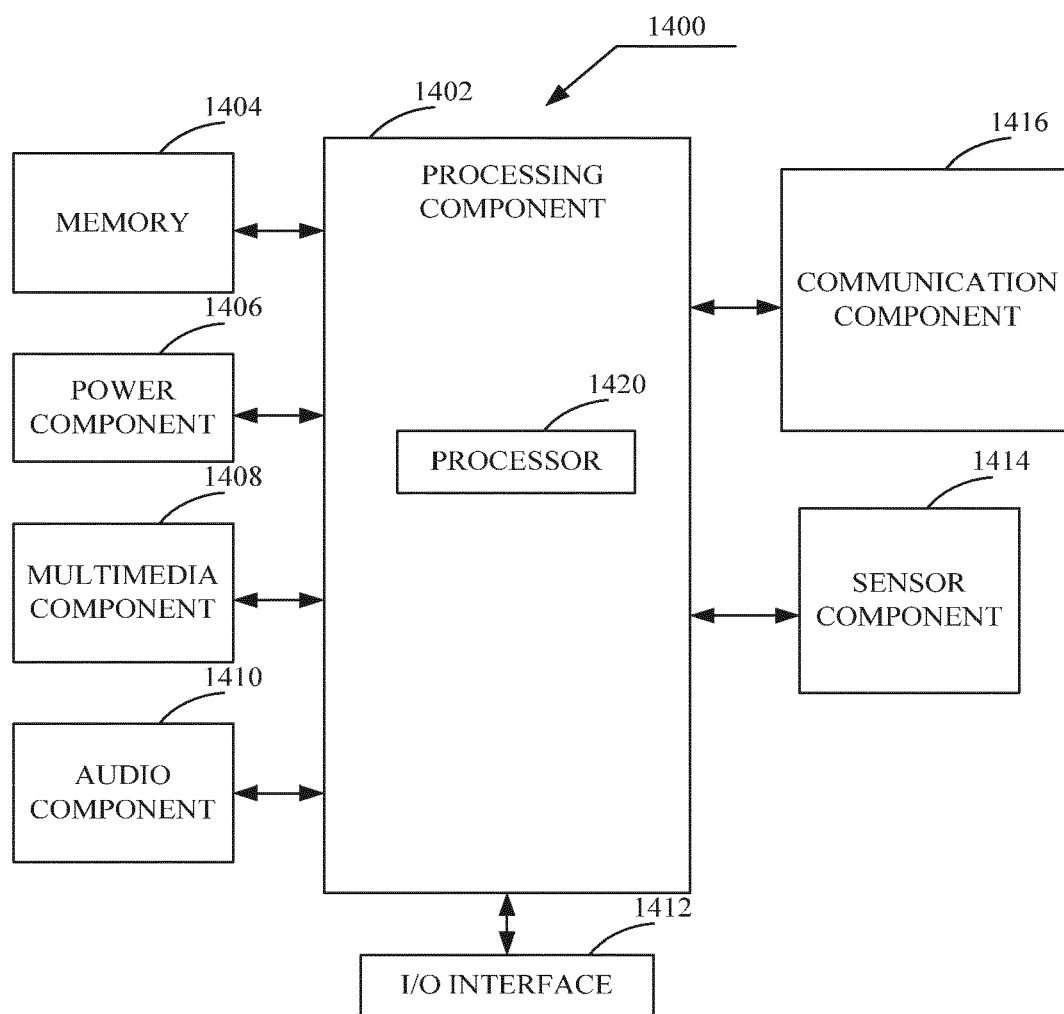 1400
1402
PROCESSING
COMPONENT
1404
MEMORY
1406
POWER
COMPONENT
1408
MULTIMEDIA
COMPONENT
1410
AUDIO
COMPONENT
1420
PROCESSOR
1416
COMMUNICATION
COMPONENT
1414
SENSOR
COMPONENT
1412
I/O INTERFACE